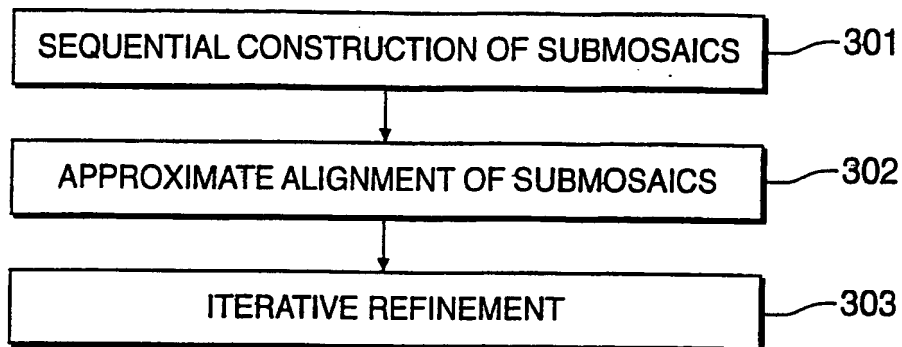 SEQUENTIAL CONSTRUCTION OF SUBMOSAICS 301
APPROXIMATE ALIGNMENT OF SUBMOSAICS 302
ITERATIVE REFINEMENT 303